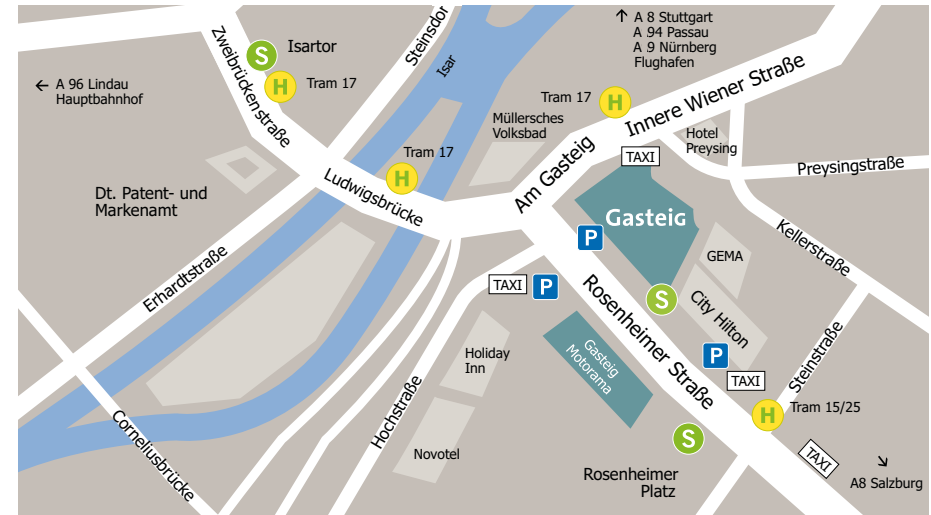 ↑ A 8 Stuttgart
A 94 Passau
A 9 Nürnberg
Flughafen
Steinsdor
Zweibrückenstraße
S
Isartor
Isar
← A 96 Lindau
Hauptbahnhof
H
Tram 17
Tram 17
H
Innere Wiener Straße
Müllersches
Volksbad
Hotel
Preysing
TAXI
Preysingstraße
Tram 17
H
Ludwigsbrücke
Am Gasteig
Dt. Patent- und
Markenamt
Gasteig
P
Kellerstraße
GEMA
Erhardtstraße
TAXI
P
Rosenheimer Straße
S
City Hilton
Gasteig
Motorama
Holiday
Inn
P
TAXI
Steinstraße
Hochstraße
H
Tram 15/25
Corneliusbrücke
Novotel
S
Rosenheimer
Platz
TAXI
↘
A8 Salzburg